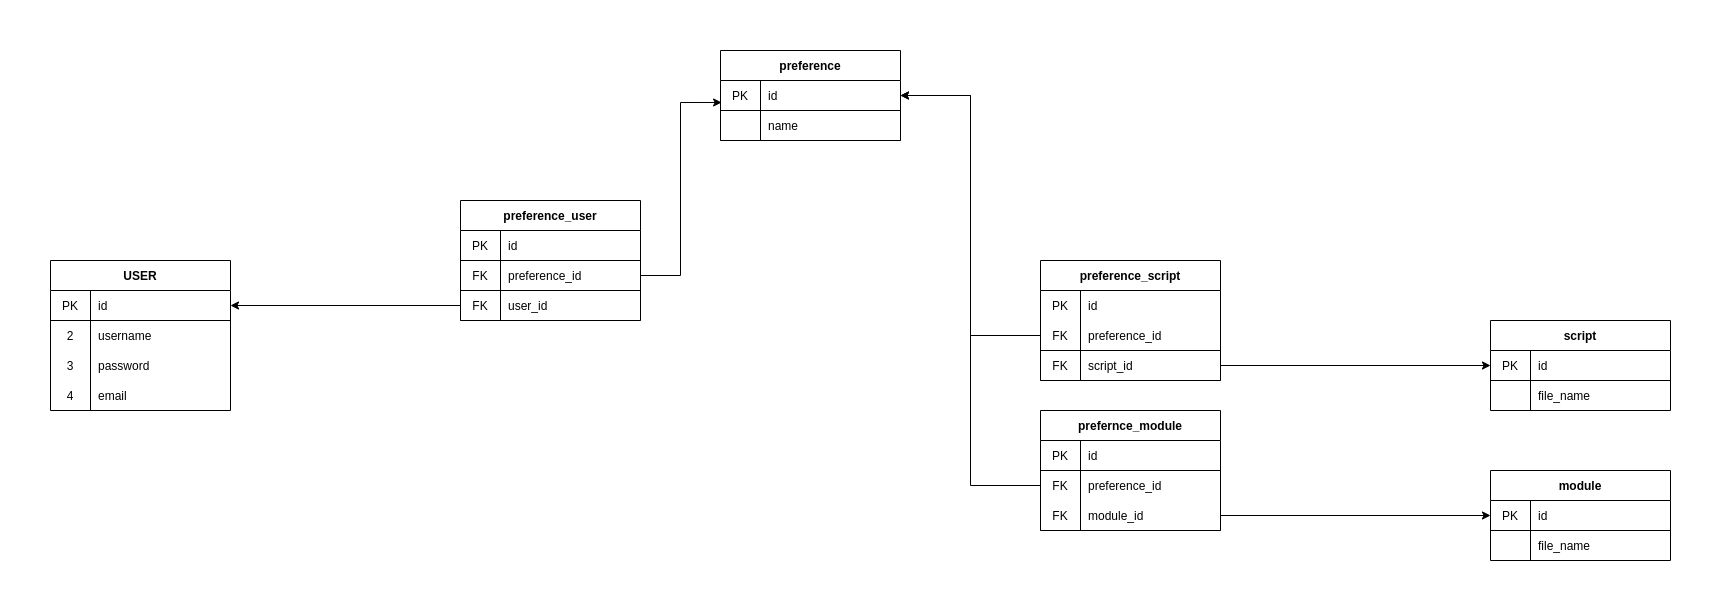 preference
PK id
name
preference_user
PK id
FK preference_id
FK user_id
USER
PK id
2 username
3 password
4 email
preference_script
PK id
FK preference_id
FK script_id
script
PK id
file_name
prefernce_module
PK id
FK preference_id
FK module_id
module
PK id
file_name